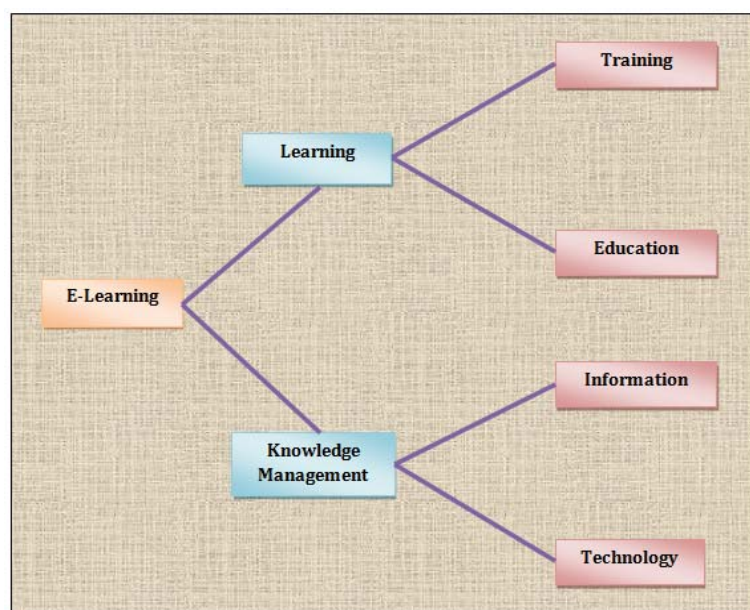 Training
Learning
Education
E-Learning
Information
Knowledge
Management
Technology